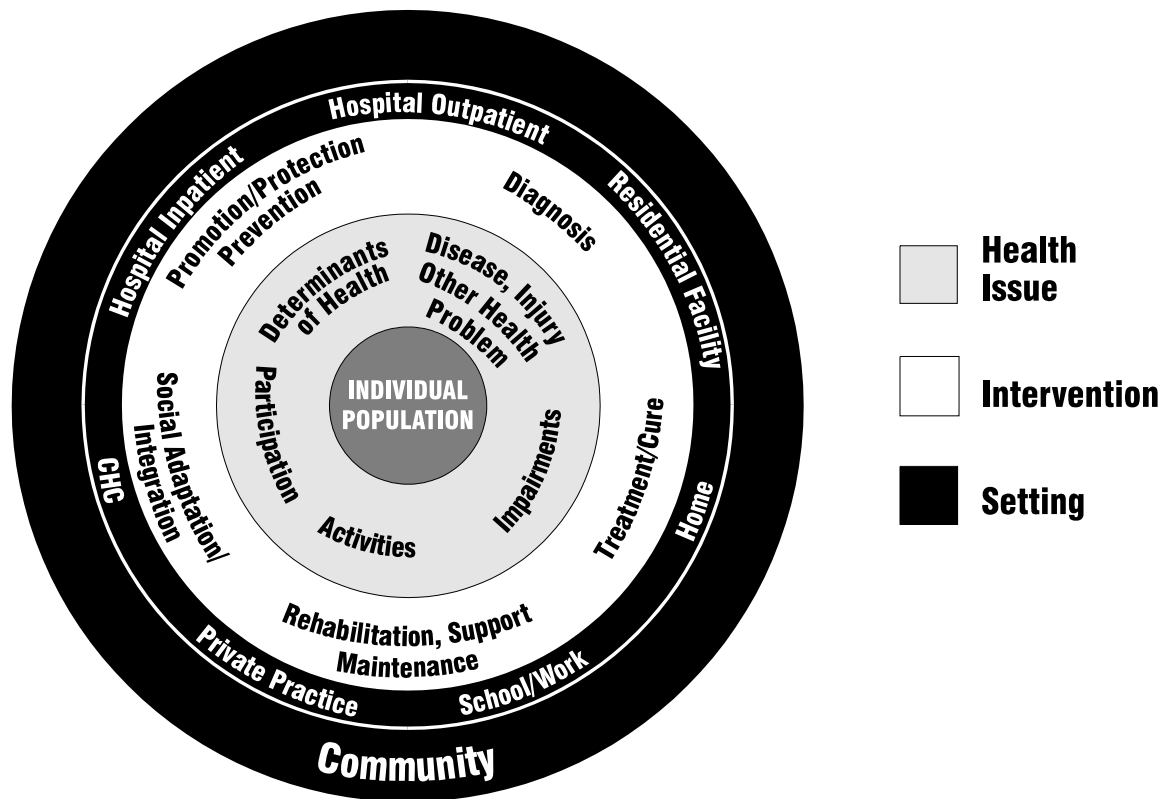 Hospital Outpatient
Hospital Inpatient
Residential Facility
Home
School/Work
Private Practice
CHC
Community
Promotion/Protection
Prevention
Diagnosis
Treatment/Cure
Rehabilitation, Support
Maintenance
Social Adaptation/
Integration
Determinants
of Health
Disease, Injury
Other Health
Problem
Impairments
Activities
Participation
INDIVIDUAL
POPULATION
Health
Issue
Intervention
Setting